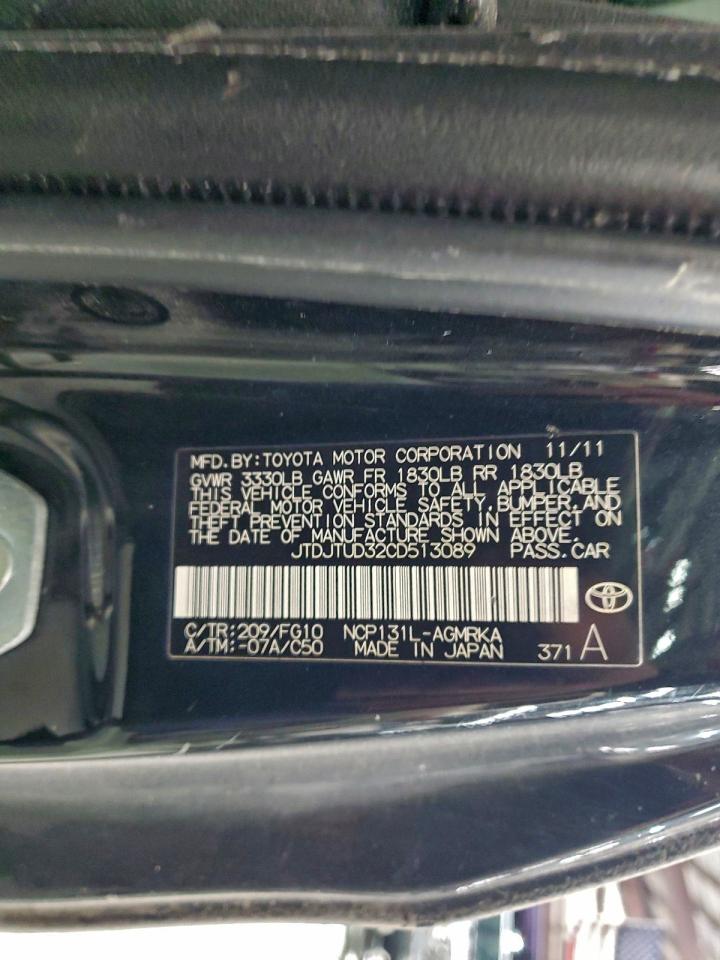 MFD.BY:TOYOTA MOTOR CORPORATION 11/11
GVWR 3330LB GAWR FR 1830LB RR 1830LB
THIS VEHICLE CONFORMS TO ALL APPLICABLE
FEDERAL MOTOR VEHICLE SAFETY,BUMPER,AND
THEFT PREVENTION STANDARDS IN EFFECT ON
THE DATE OF MANUFACTURE SHOWN ABOVE.
JTDJTUD32CD513089 PASS.CAR
C/TR:209/FG10 NCP131L-AGMRKA
A/TM:-07A/C50 MADE IN JAPAN 371 A